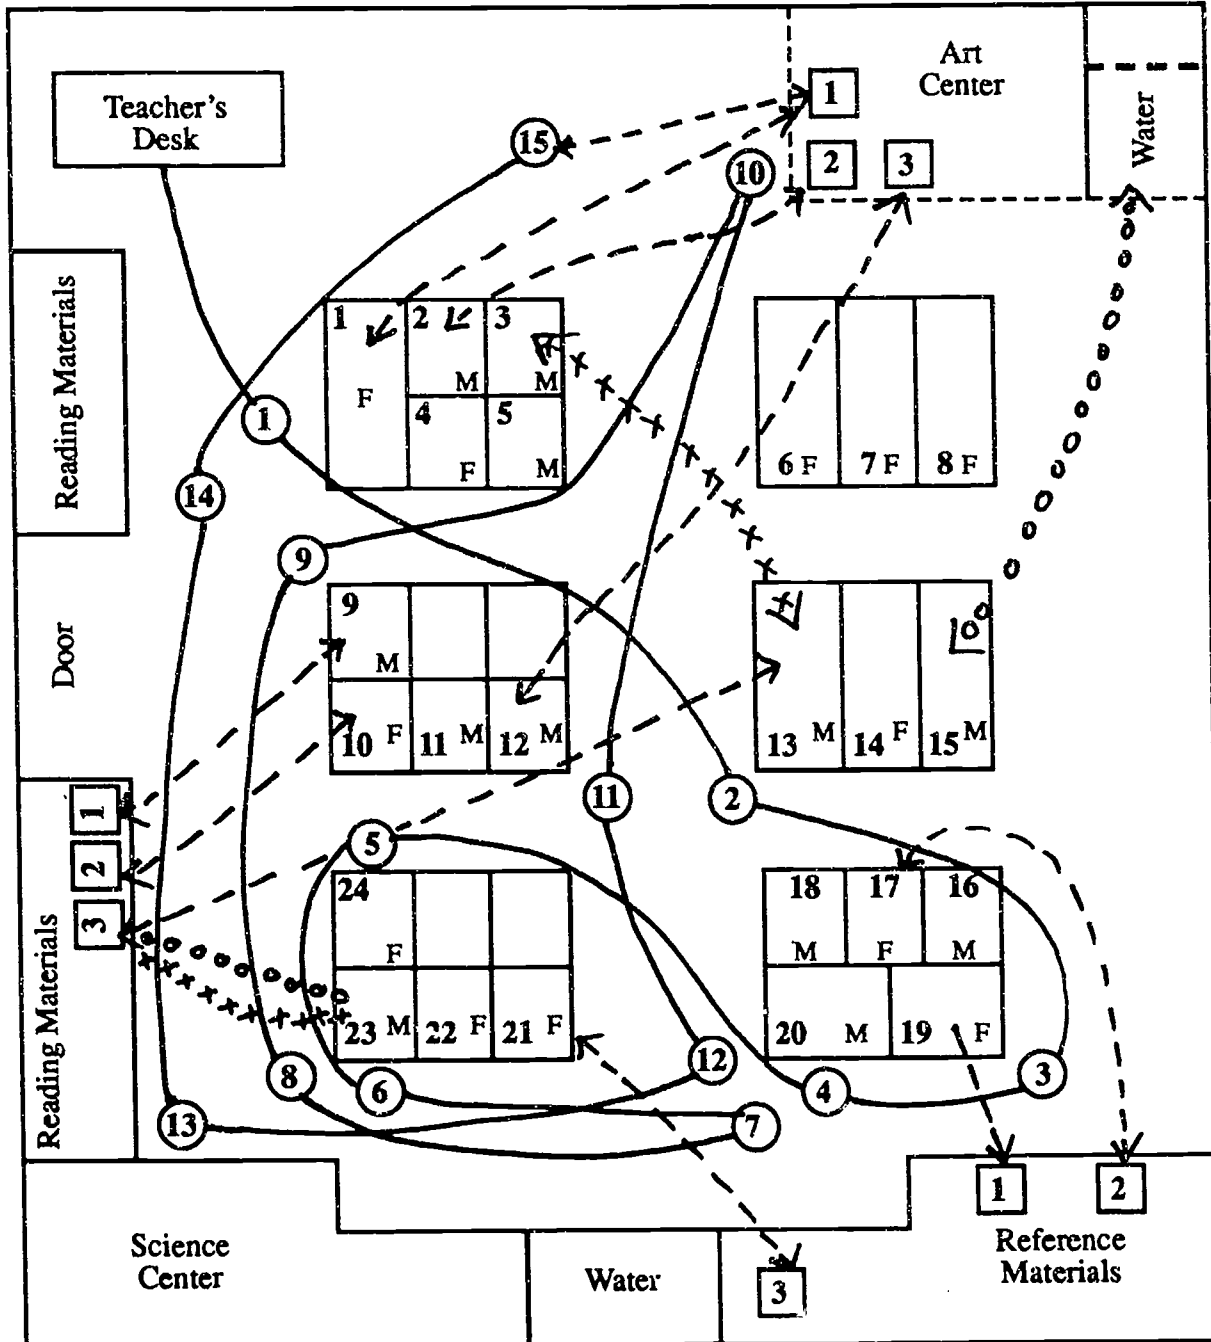 Art
Center
Teacher's
Desk
Water
1
15
2
3
10
Reading Materials
1
2
3
F
M
M
4
5
F
M
6 F
7 F
8 F
1
14
9
Door
9
M
10 F
11 M
12 M
13 M
14 F
15 M
11
2
1
2
3
Reading Materials
5
24
F
23 M
22 F
21 F
18
17
16
M
F
M
20 M
19 F
12
8
6
4
3
13
7
1
2
Science
Center
Water
3
Reference
Materials